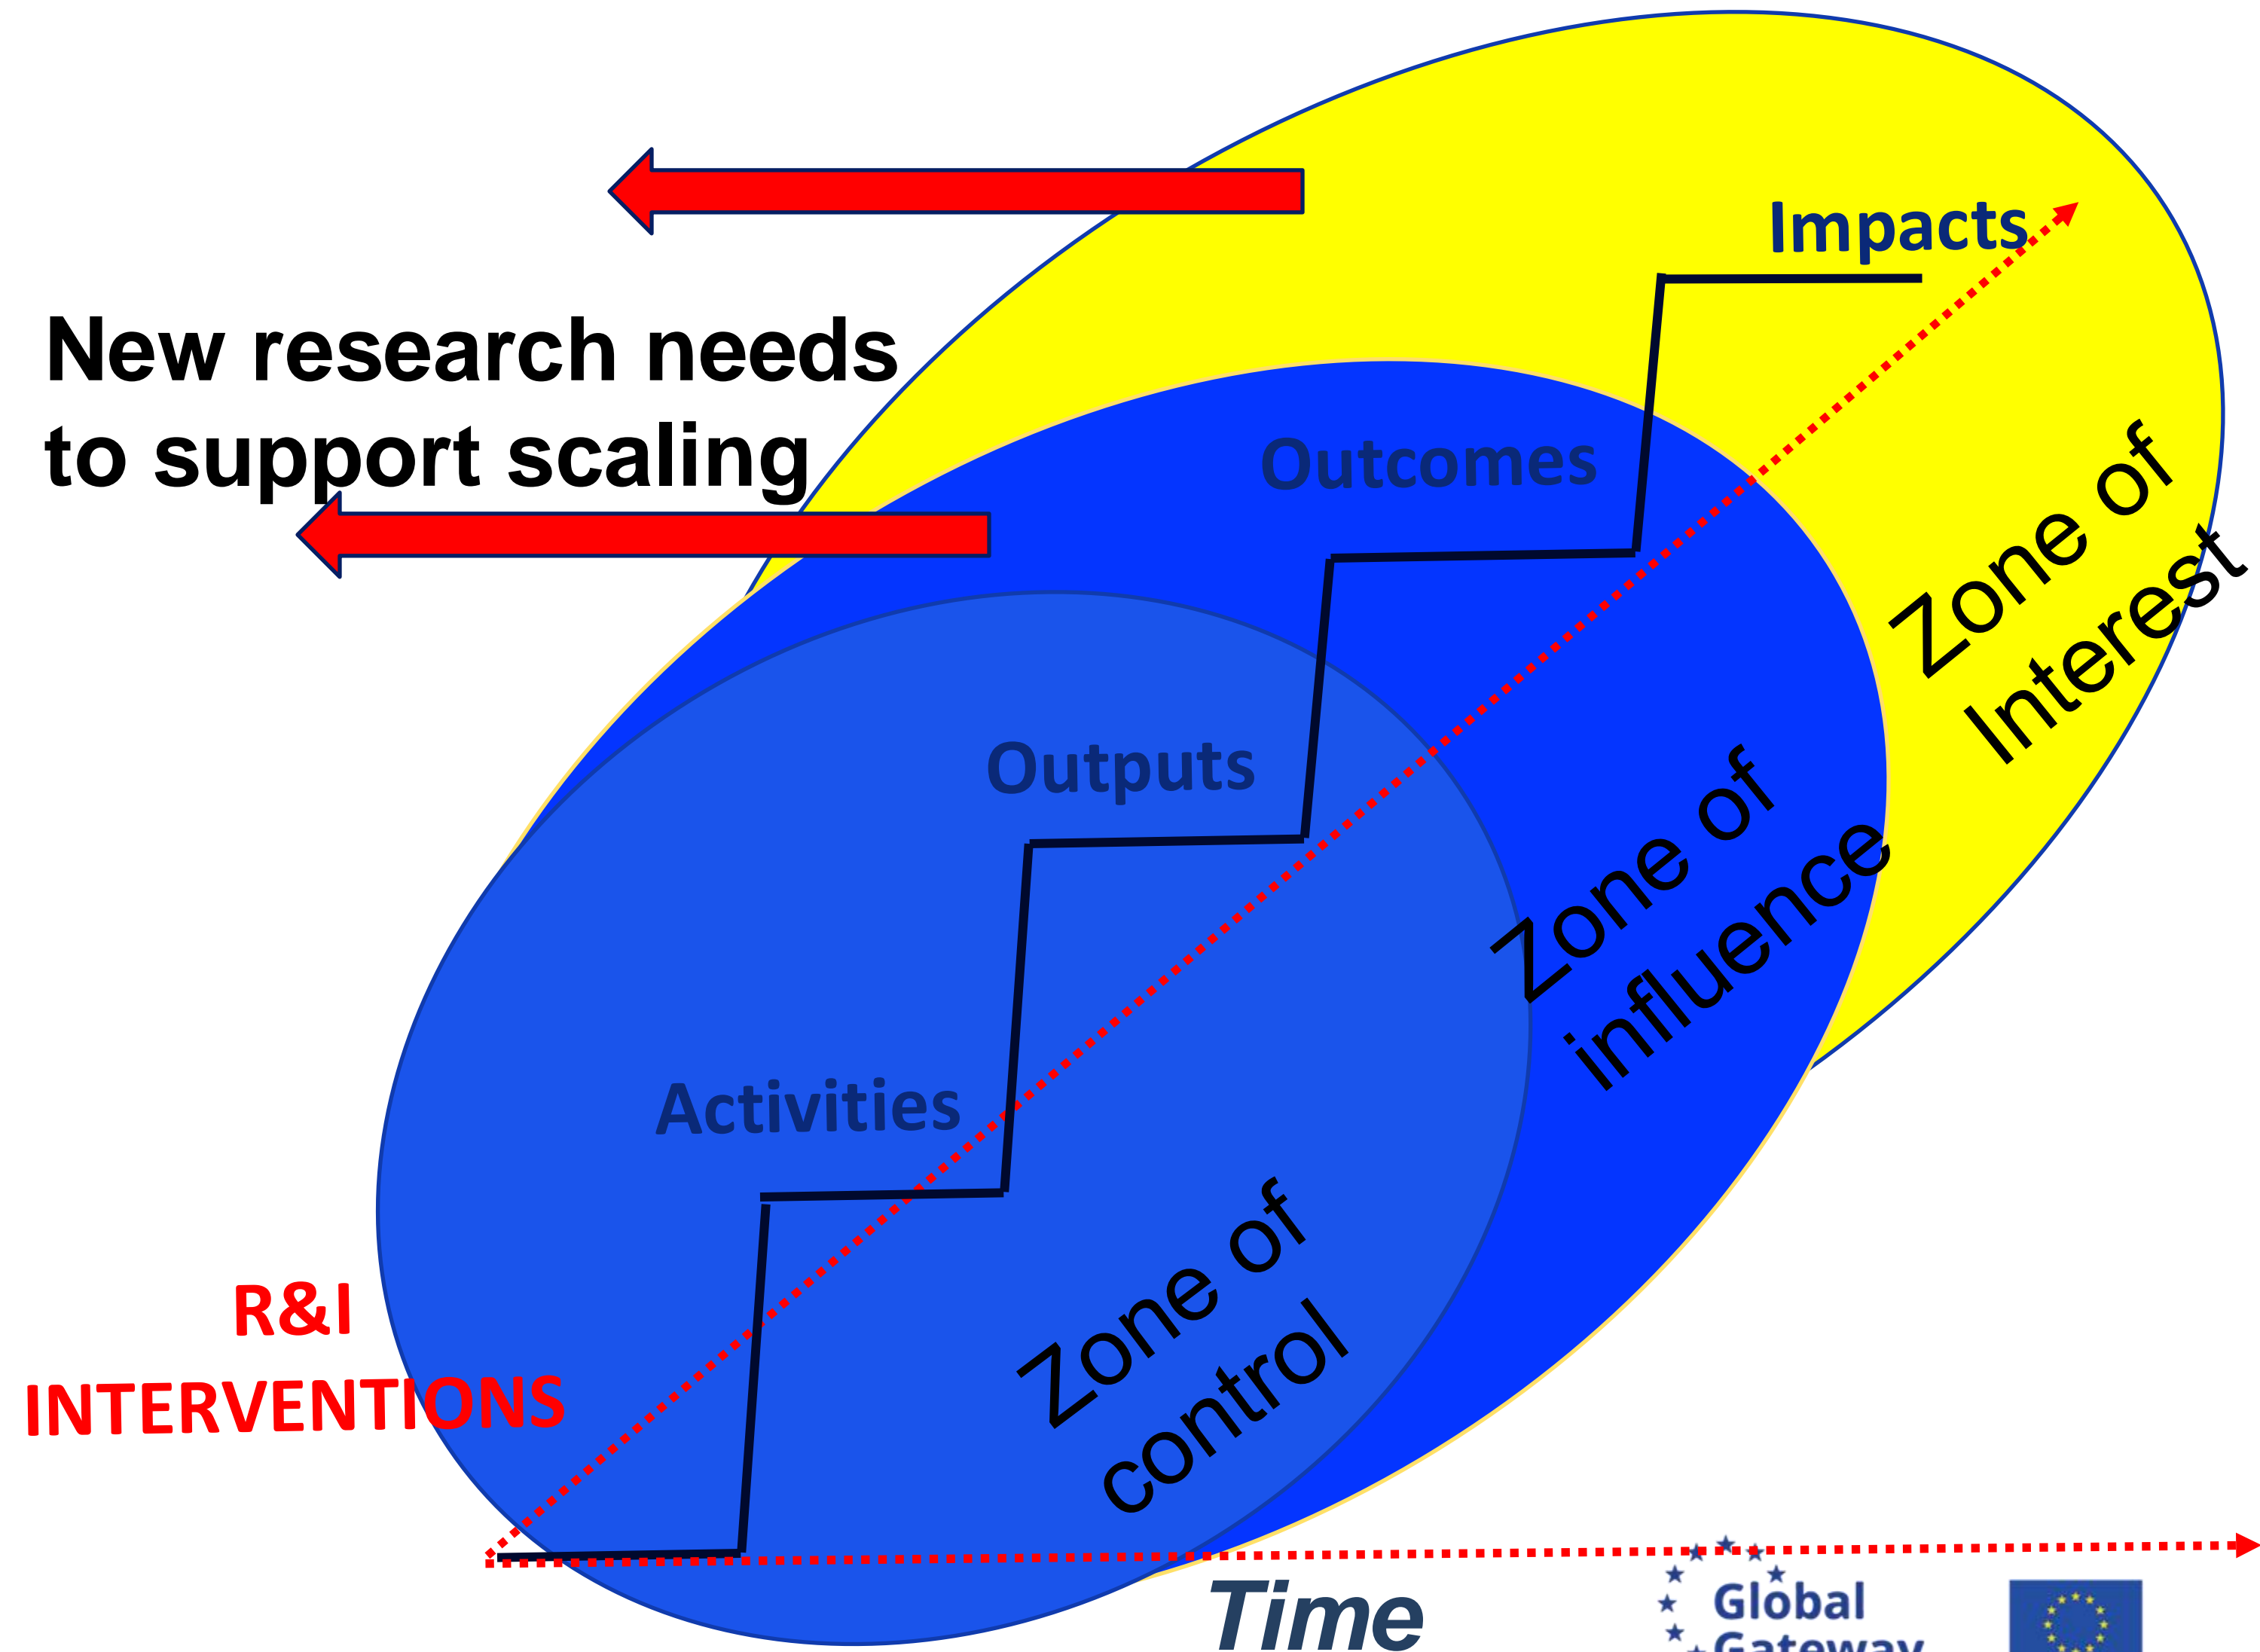 Impacts
New research needs
to support scaling
Outcomes
Zone of
Interest
Outputs
Zone of
influence
Activities
Zone of
control
R&I
INTERVENTIONS
Time
Global
Gateway